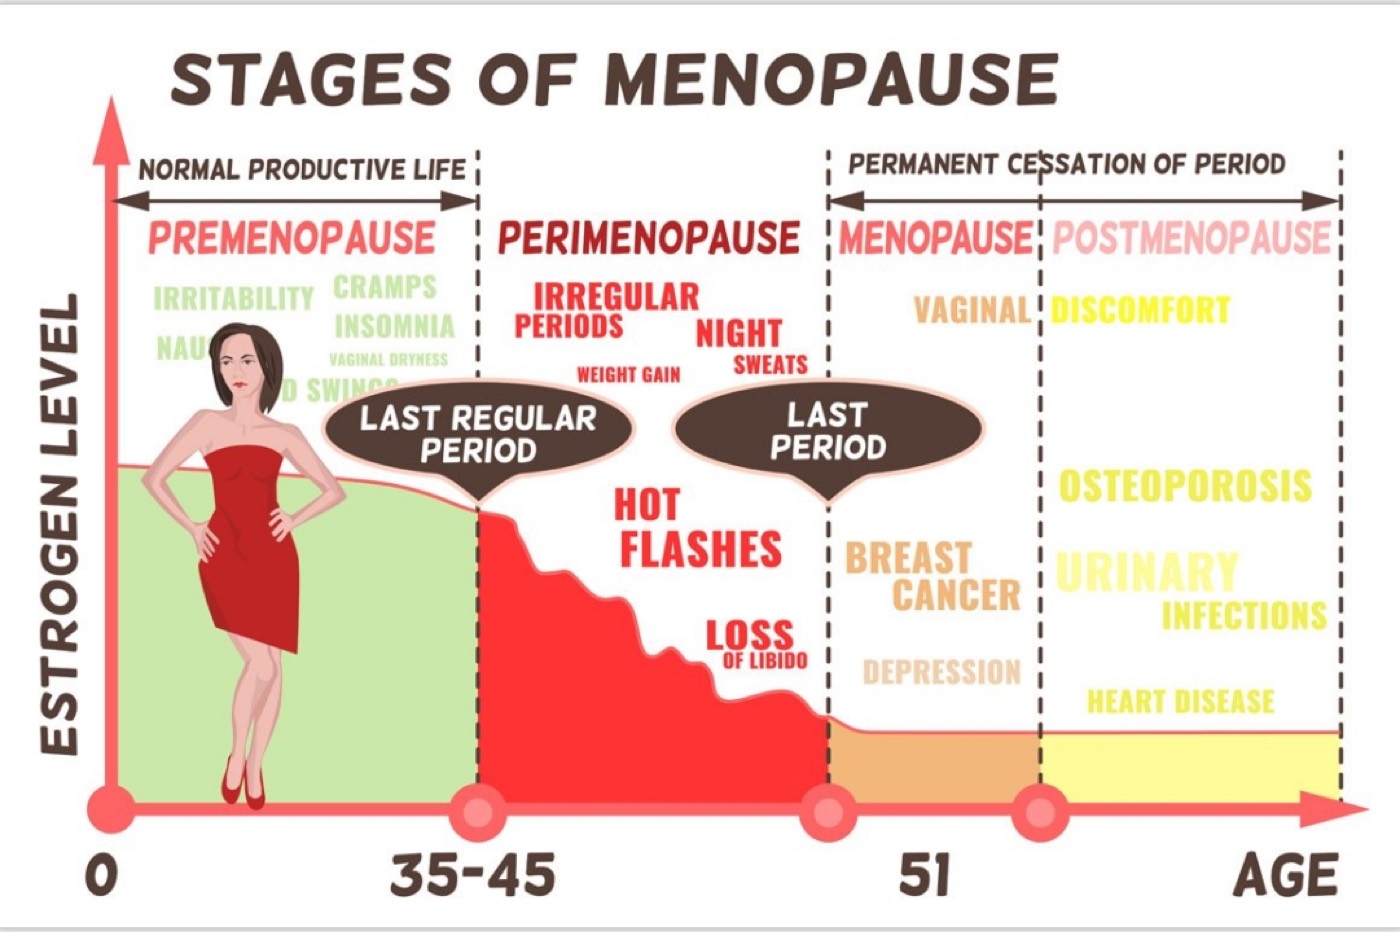 STAGES OF MENOPAUSE
NORMAL PRODUCTIVE LIFE
PERMANENT CESSATION OF PERIOD
PREMENOPAUSE
PERIMENOPAUSE
MENOPAUSE
POSTMENOPAUSE
IRRITABILITY
CRAMPS
INSOMNIA
VAGINAL DRYNESS
IRREGULAR
PERIODS
NIGHT
SWEATS
WEIGHT GAIN
VAGINAL DISCOMFORT
LAST REGULAR
PERIOD
LAST
PERIOD
HOT
FLASHES
LOSS
OF LIBIDO
BREAST
CANCER
DEPRESSION
OSTEOPOROSIS
URINARY
INFECTIONS
HEART DISEASE
ESTROGEN LEVEL
0
35-45
51
AGE